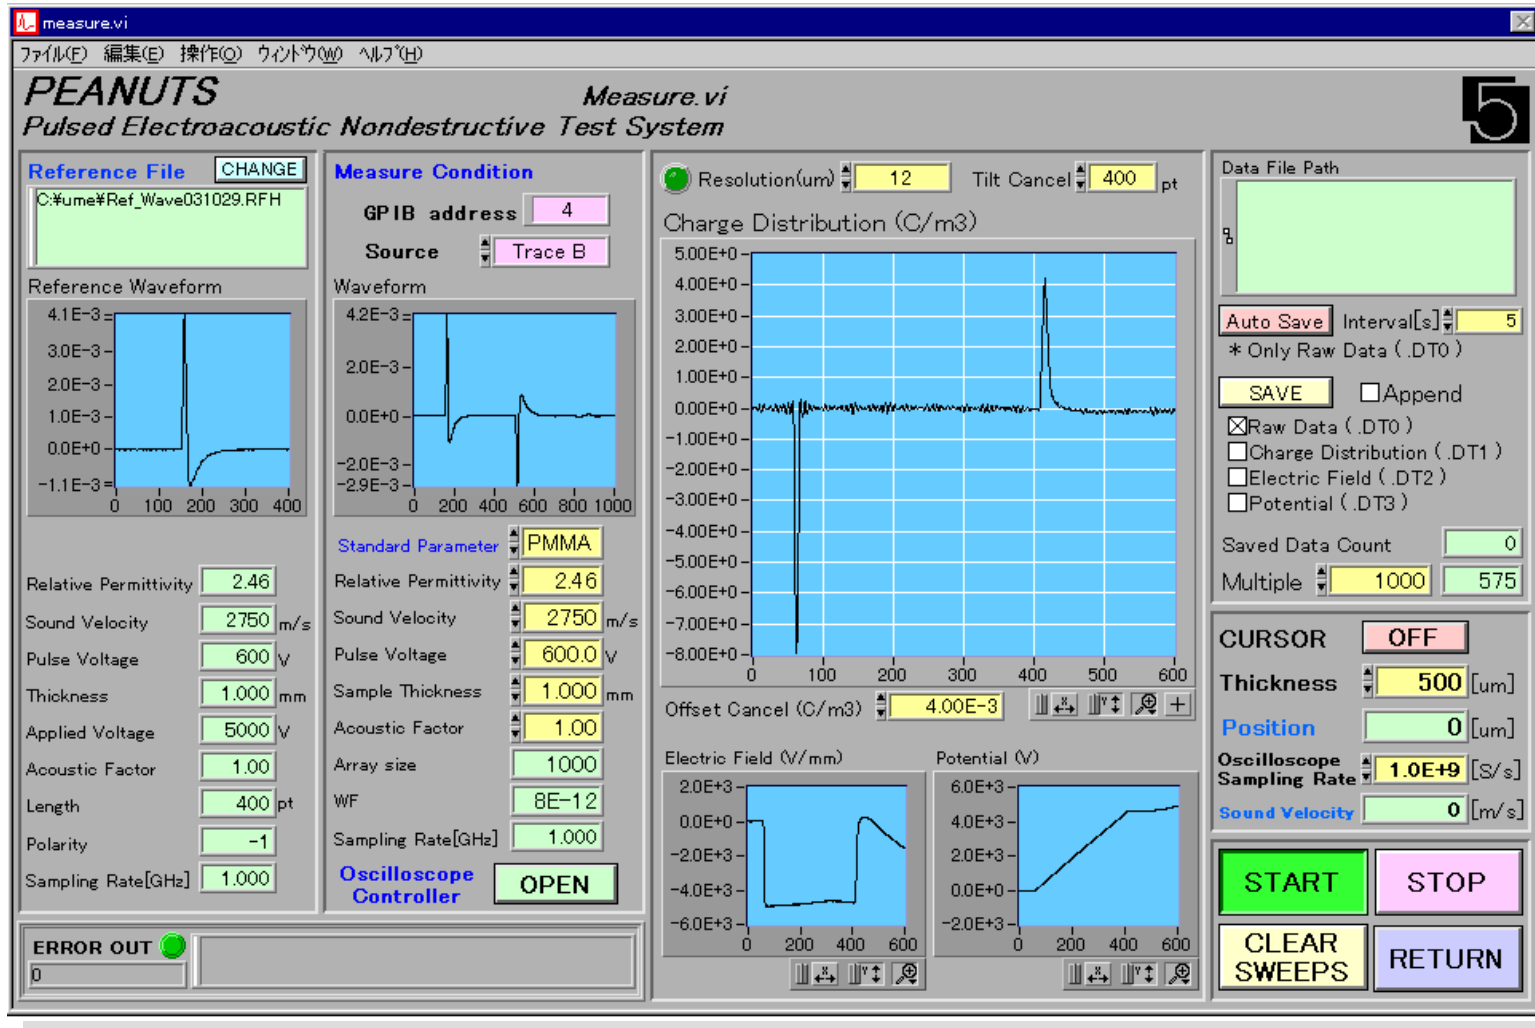 measure.vi
ファイル(F) 編集(E) 操作(O) ウィンドウ(W) ヘルプ(H)
PEANUTS
Measure.vi
Pulsed Electroacoustic Nondestructive Test System
5
Reference File
CHANGE
C:¥ume¥Ref_Wave031029.RFH
Reference Waveform
4.1E-3
3.0E-3
2.0E-3
1.0E-3
0.0E+0
-1.1E-3
0 100 200 300 400
Relative Permittivity 2.46
Sound Velocity 2750 m/s
Pulse Voltage 600 V
Thickness 1.000 mm
Applied Voltage 5000 V
Acoustic Factor 1.00
Length 400 pt
Polarity -1
Sampling Rate[GHz] 1.000
Measure Condition
GPIB address 4
Source Trace B
Waveform
4.2E-3
2.0E-3
0.0E+0
-2.0E-3
-2.9E-3
0 200 400 600 800 1000
Standard Parameter PMMA
Relative Permittivity 2.46
Sound Velocity 2750 m/s
Pulse Voltage 600.0 V
Sample Thickness 1.000 mm
Acoustic Factor 1.00
Array size 1000
WF 8E-12
Sampling Rate[GHz] 1.000
Oscilloscope
Controller
OPEN
ERROR OUT
0
Resolution(um) 12 Tilt Cancel 400 pt
Charge Distribution (C/m3)
5.00E+0
4.00E+0
3.00E+0
2.00E+0
1.00E+0
0.00E+0
-1.00E+0
-2.00E+0
-3.00E+0
-4.00E+0
-5.00E+0
-6.00E+0
-7.00E+0
-8.00E+0
0 100 200 300 400 500 600
Offset Cancel (C/m3) 4.00E-3
X Y
Electric Field (V/mm)
2.0E+3
0.0E+0
-2.0E+3
-4.0E+3
-6.0E+3
0 200 400 600
X Y
Potential (V)
6.0E+3
4.0E+3
2.0E+3
0.0E+0
-2.0E+3
0 200 400 600
X Y
Data File Path
Auto Save Interval[s] 5
* Only Raw Data ( .DT0 )
SAVE Append
Raw Data ( .DT0 )
Charge Distribution ( .DT1 )
Electric Field ( .DT2 )
Potential ( .DT3 )
Saved Data Count 0
Multiple 1000 575
CURSOR OFF
Thickness 500 [um]
Position 0 [um]
Oscilloscope
Sampling Rate 1.0E+9 [S/s]
Sound Velocity 0 [m/s]
START STOP
CLEAR
SWEEPS
RETURN